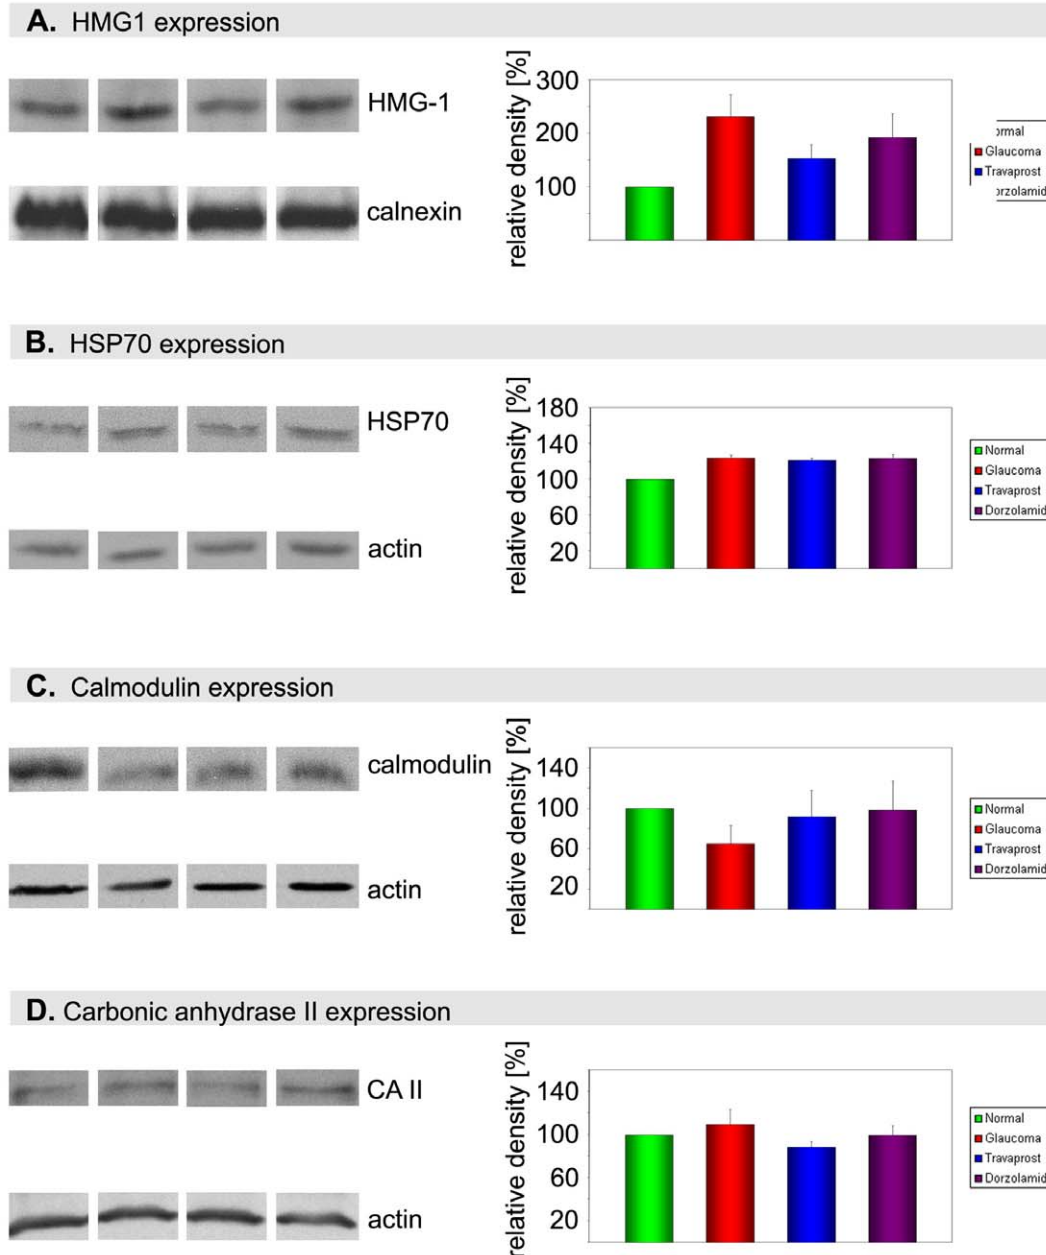 A. HMG1 expression
HMG-1
calnexin
relative density [%]
300
200
100
ormal
Glaucoma
Travaprost
orzolamid
B. HSP70 expression
HSP70
actin
relative density [%]
180
140
100
60
20
Normal
Glaucoma
Travaprost
Dorzolamid
C. Calmodulin expression
calmodulin
actin
relative density [%]
140
100
60
20
Normal
Glaucoma
Travaprost
Dorzolamid
D. Carbonic anhydrase II expression
CA II
actin
relative density [%]
140
100
60
20
Normal
Glaucoma
Travaprost
Dorzolamid